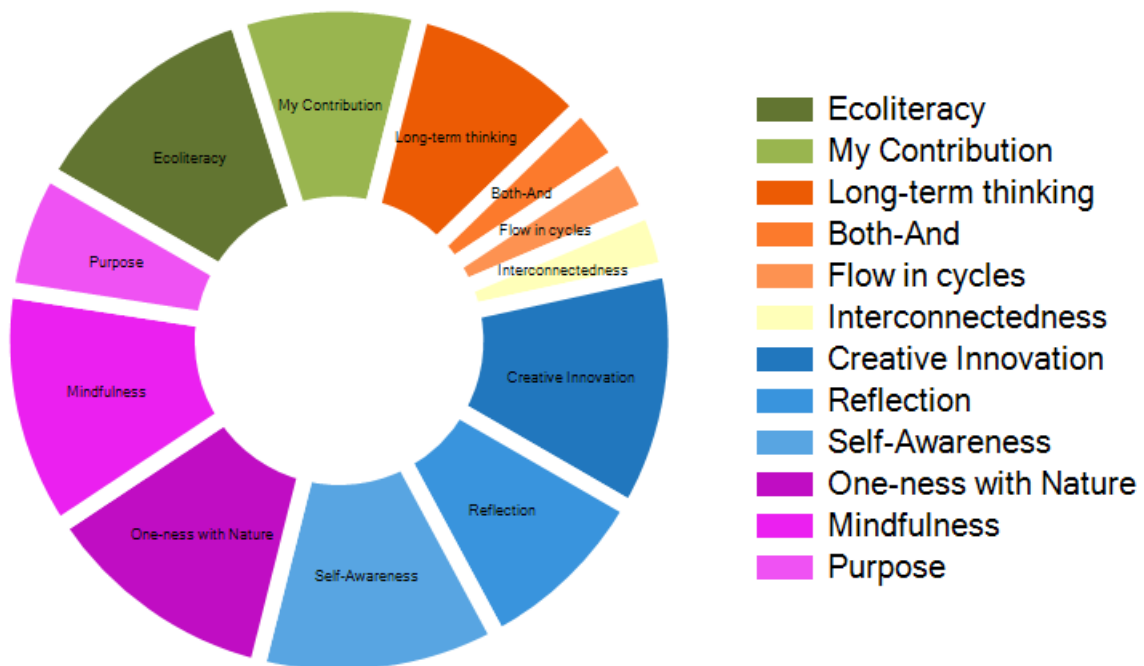 My Contribution
Long-term thinking
Ecoliteracy
Both-And
Flow in cycles
Purpose
Interconnectedness
Creative Innovation
Mindfulness
Reflection
One-ness with Nature
Self-Awareness
Ecoliteracy
My Contribution
Long-term thinking
Both-And
Flow in cycles
Interconnectedness
Creative Innovation
Reflection
Self-Awareness
One-ness with Nature
Mindfulness
Purpose